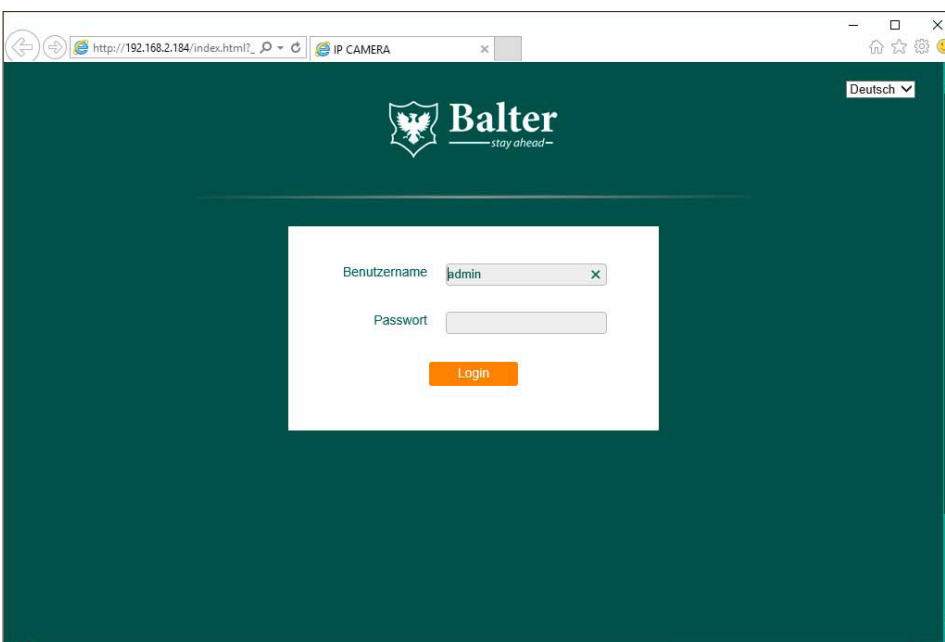 http://192.168.2.184/index.html?_
IP CAMERA
Deutsch
Balter
stay ahead
Benutzername
admin
Passwort
Login